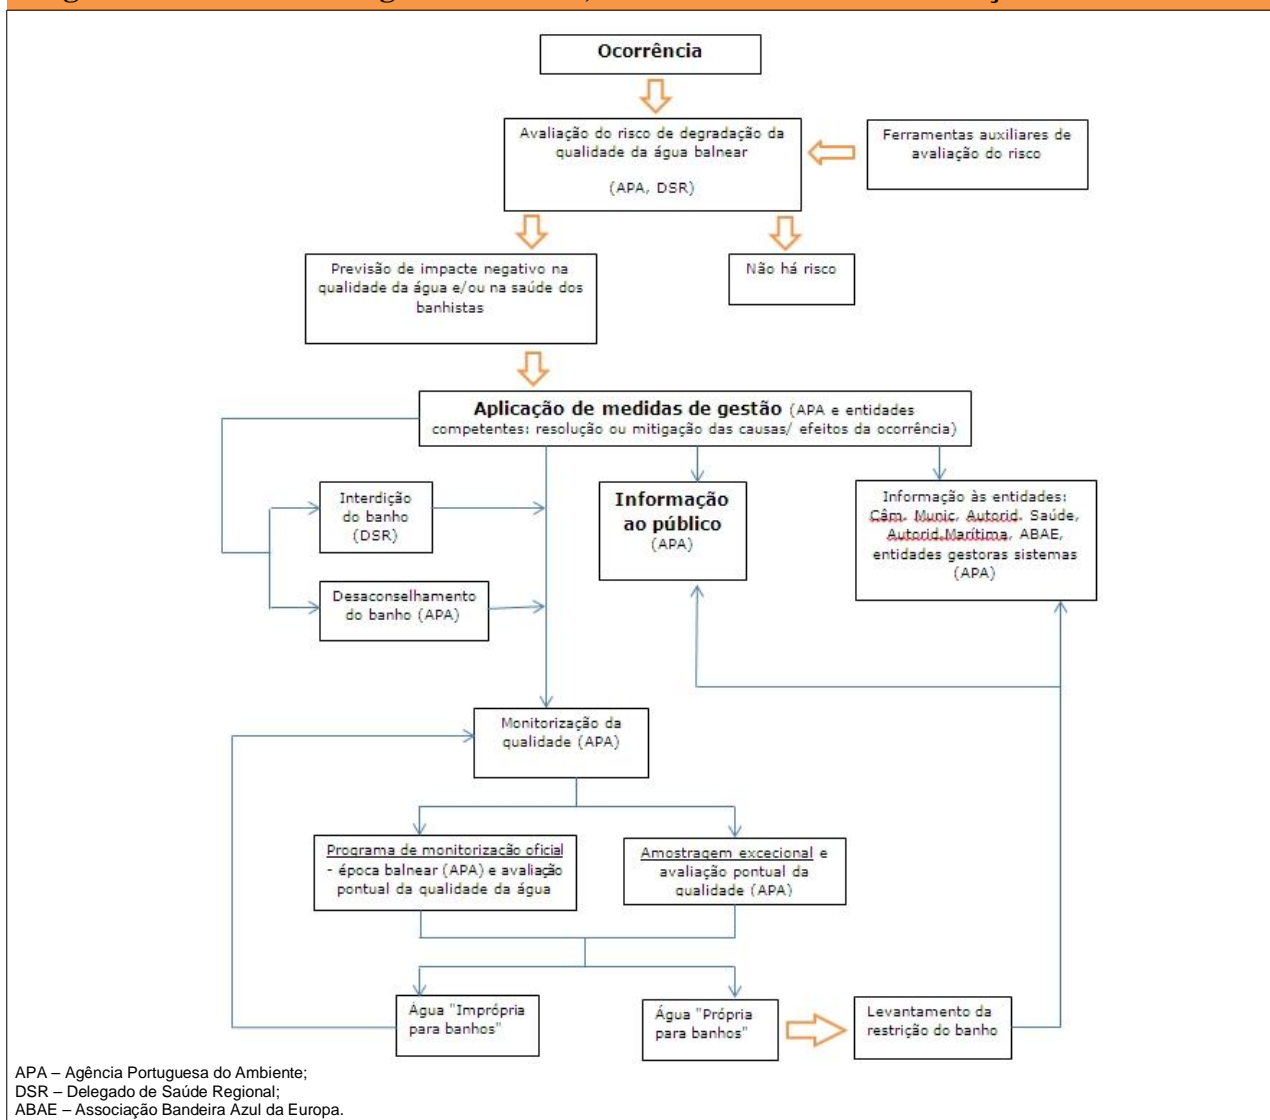 Ocorrência
Avaliação do risco de degradação da
qualidade da água balnear
(APA, DSR)
Ferramentas auxiliares de
avaliação do risco
Previsão de impacte negativo na
qualidade da água e/ou na saúde dos
banhistas
Não há risco
Aplicação de medidas de gestão (APA e entidades
competentes: resolução ou mitigação das causas/ efeitos da ocorrência)
Interdição
do banho
(DSR)
Informação
ao público
(APA)
Informação às entidades:
Câm. Munic, Autorid. Saúde,
Autorid.Marítima, ABAE,
entidades gestoras sistemas
(APA)
Desaconselhamento
do banho (APA)
Monitorização da
qualidade (APA)
Programa de monitorização oficial
- época balnear (APA) e avaliação
pontual da qualidade da água
Amostragem excecional e
avaliação pontual da
qualidade (APA)
Água "Imprópria
para banhos"
Água "Própria
para banhos"
Levantamento da
restrição do banho
APA – Agência Portuguesa do Ambiente;
DSR – Delegado de Saúde Regional;
ABAE – Associação Bandeira Azul da Europa.